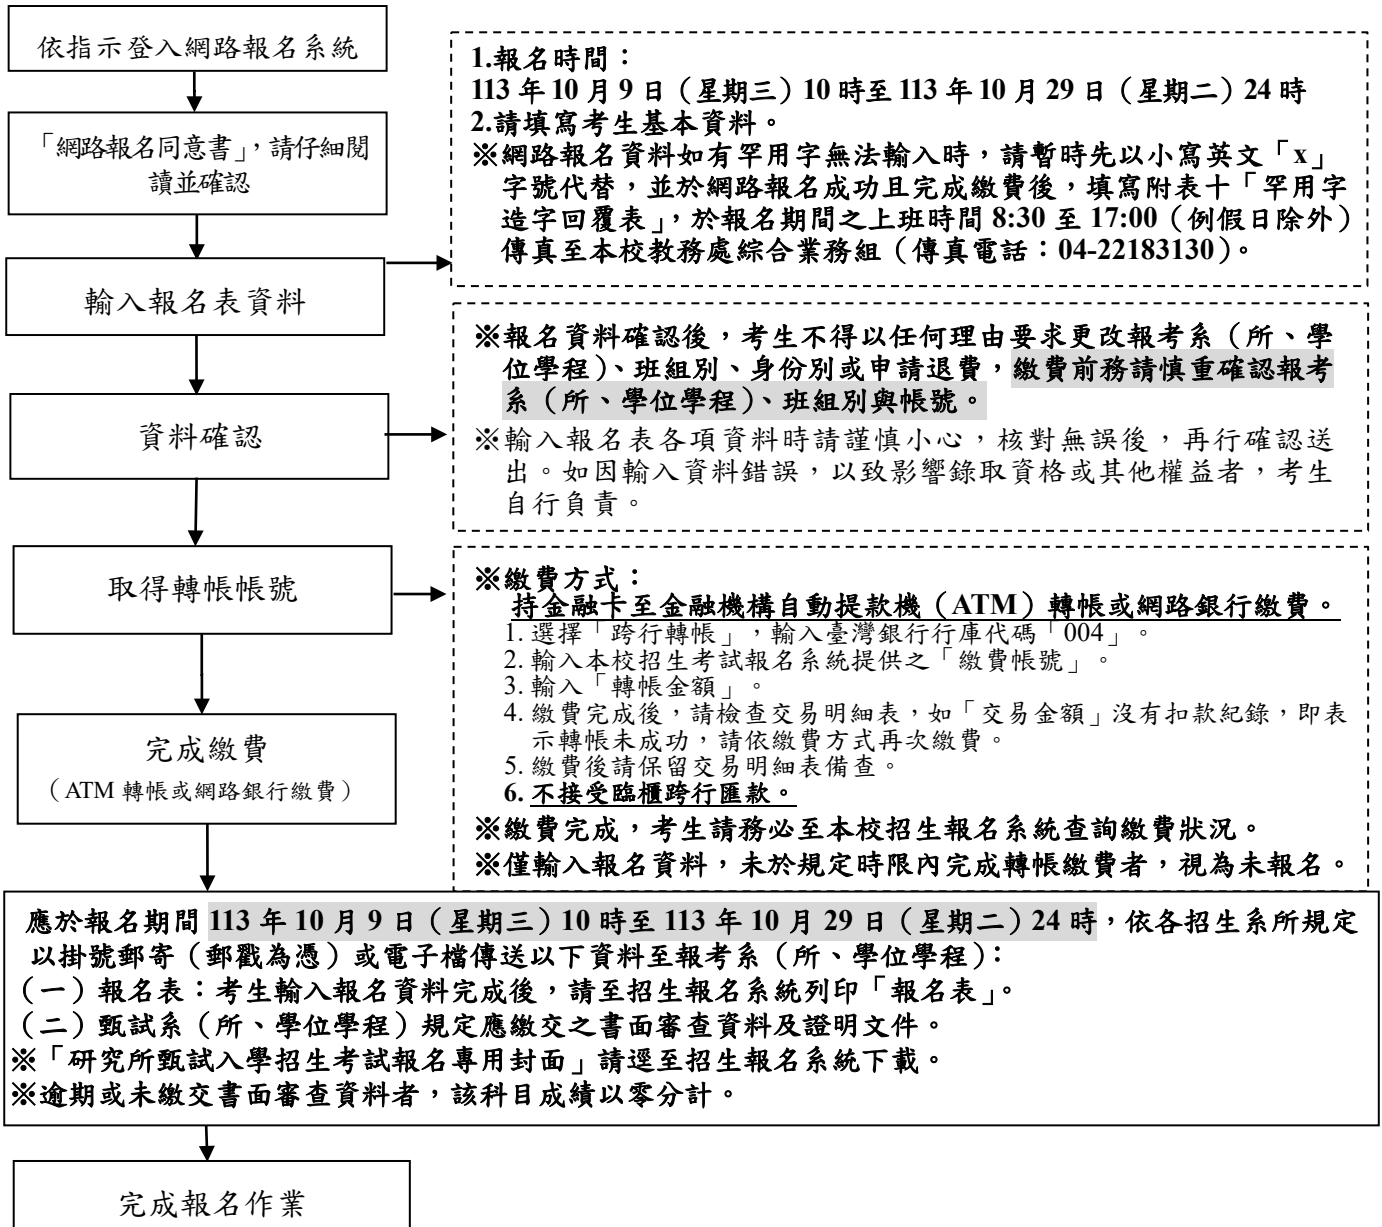 依指示登入網路報名系統
「網路報名同意書」，請仔細閱
讀並確認
輸入報名表資料
1.報名時間：
113 年 10 月 9 日（星期三）10 時至 113 年 10 月 29 日（星期二）24 時
2.請填寫考生基本資料。
※網路報名資料如有罕用字無法輸入時，請暫時先以小寫英文「x」
字號代替，並於網路報名成功且完成繳費後，填寫附表十「罕用字
造字回覆表」，於報名期間之上班時間 8:30 至 17:00（例假日除外）
傳真至本校教務處綜合業務組（傳真電話：04-22183130）。
資料確認
※報名資料確認後，考生不得以任何理由要求更改報考系（所、學
位學程）、班組別、身份別或申請退費，繳費前務請慎重確認報考
系（所、學位學程）、班組別與帳號。
※輸入報名表各項資料時請謹慎小心，核對無誤後，再行確認送
出。如因輸入資料錯誤，以致影響錄取資格或其他權益者，考生
自行負責。
取得轉帳帳號
※繳費方式：
持金融卡至金融機構自動提款機（ATM）轉帳或網路銀行繳費。
1. 選擇「跨行轉帳」，輸入臺灣銀行行庫代碼「004」。
2. 輸入本校招生考試報名系統提供之「繳費帳號」。
3. 輸入「轉帳金額」。
4. 繳費完成後，請檢查交易明細表，如「交易金額」沒有扣款紀錄，即表
示轉帳未成功，請依繳費方式再次繳費。
5. 繳費後請保留交易明細表備查。
6. 不接受臨櫃跨行匯款。
※繳費完成，考生請務必至本校招生報名系統查詢繳費狀況。
※僅輸入報名資料，未於規定時限內完成轉帳繳費者，視為未報名。
完成繳費
（ATM 轉帳或網路銀行繳費）
應於報名期間 113 年 10 月 9 日（星期三）10 時至 113 年 10 月 29 日（星期二）24 時，依各招生系所規定
以掛號郵寄（郵戳為憑）或電子檔傳送以下資料至報考系（所、學位學程）：
（一）報名表：考生輸入報名資料完成後，請至招生報名系統列印「報名表」。
（二）甄試系（所、學位學程）規定應繳交之書面審查資料及證明文件。
※「研究所甄試入學招生考試報名專用封面」請逕至招生報名系統下載。
※逾期或未繳交書面審查資料者，該科目成績以零分計。
完成報名作業